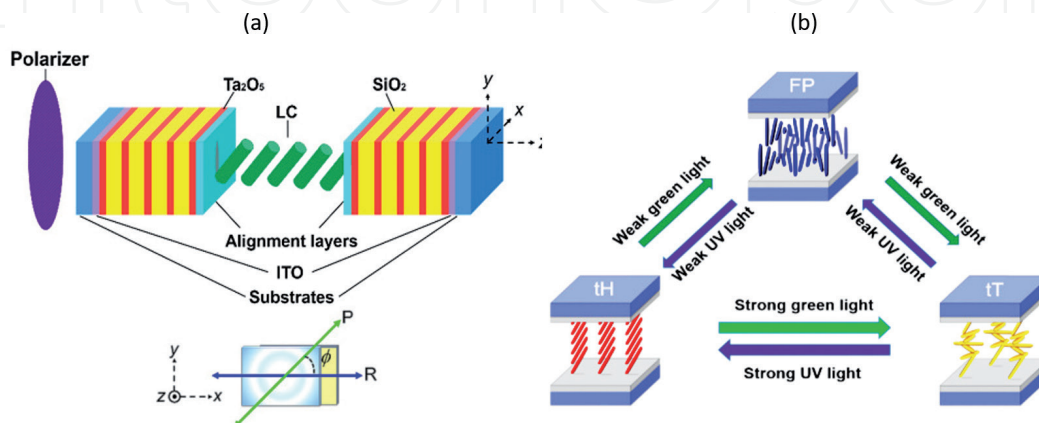 (a)
(b)
Polarizer
Ta₂O₅
SiO₂
LC
y
x
z
Alignment layers
ITO
Substrates
P
ϕ
R
y
z
x
FP
Weak green light
Weak UV light
Weak UV light
Weak green light
tH
tT
Strong green light
Strong UV light